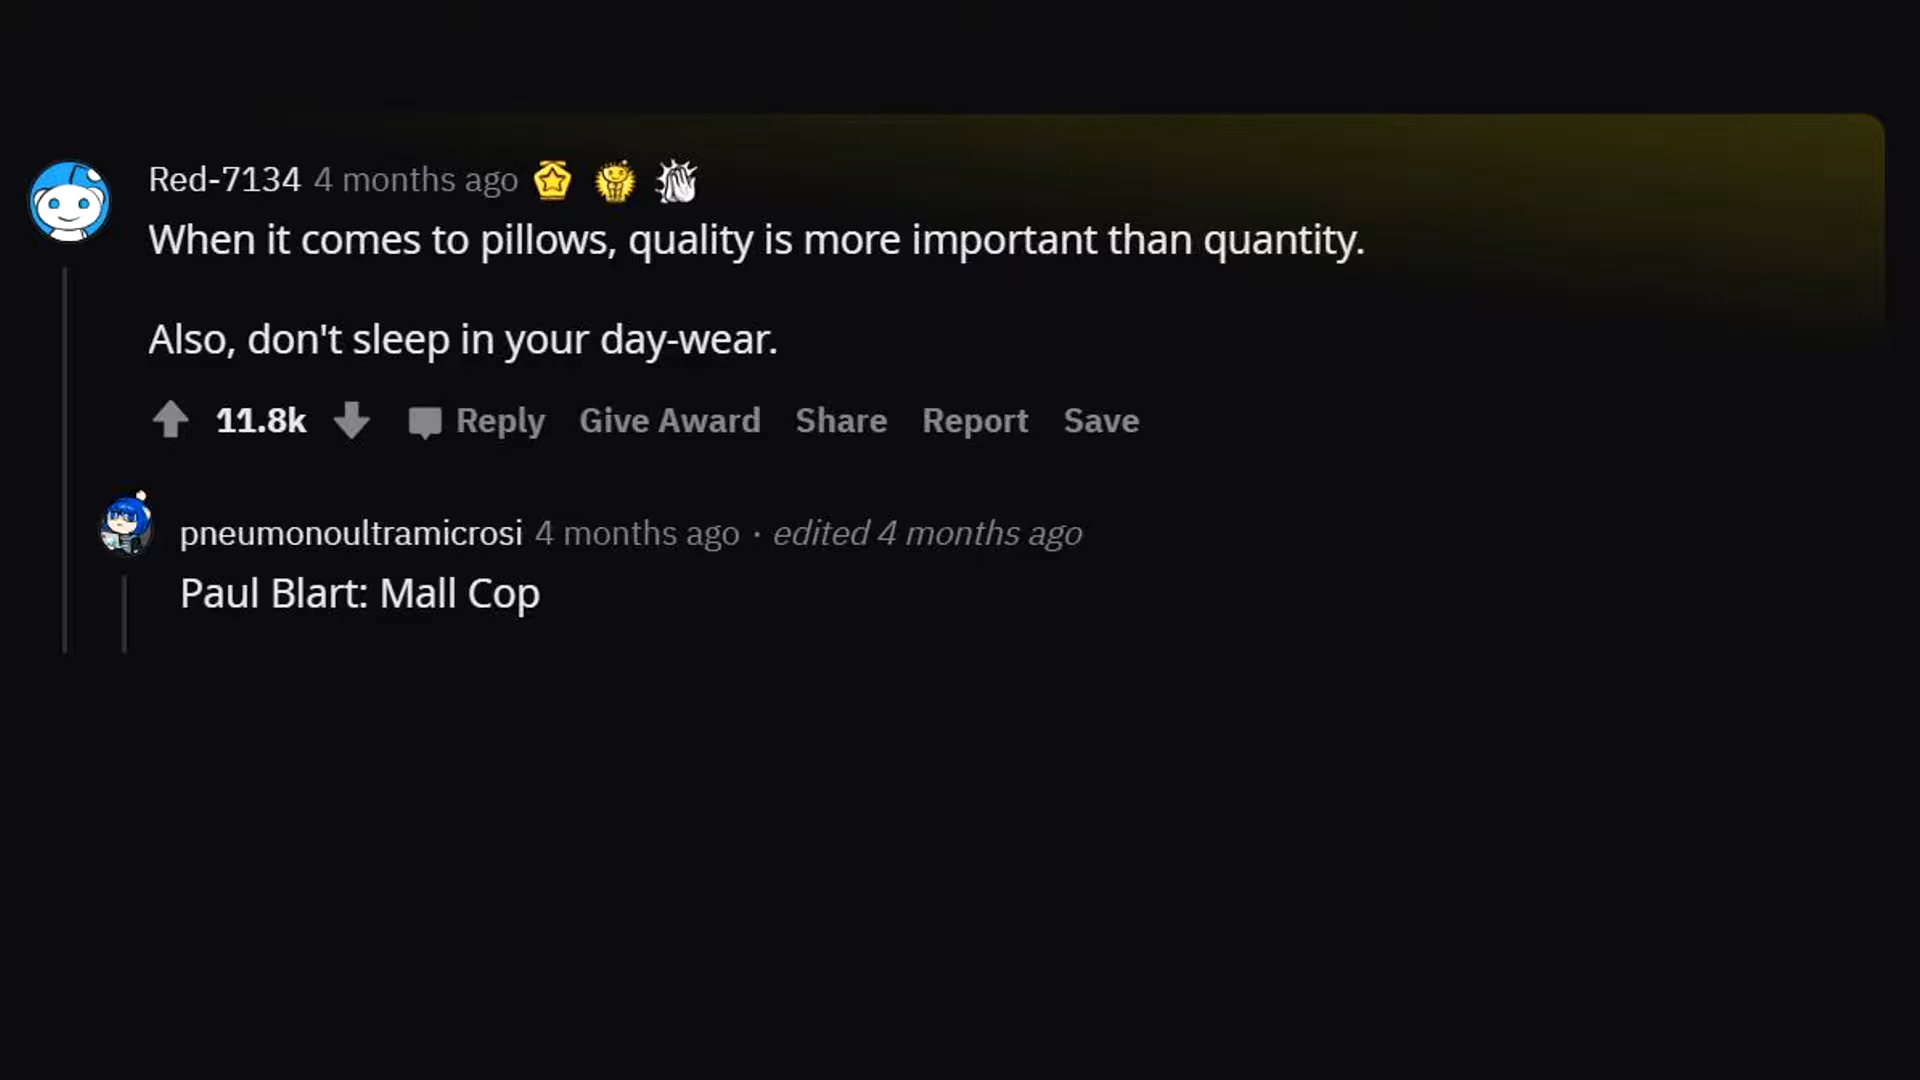 Red-7134 4 months ago
When it comes to pillows, quality is more important than quantity.
Also, don't sleep in your day-wear.
11.8k Reply Give Award Share Report Save
pneumonoultramicrosi 4 months ago · edited 4 months ago
Paul Blart: Mall Cop